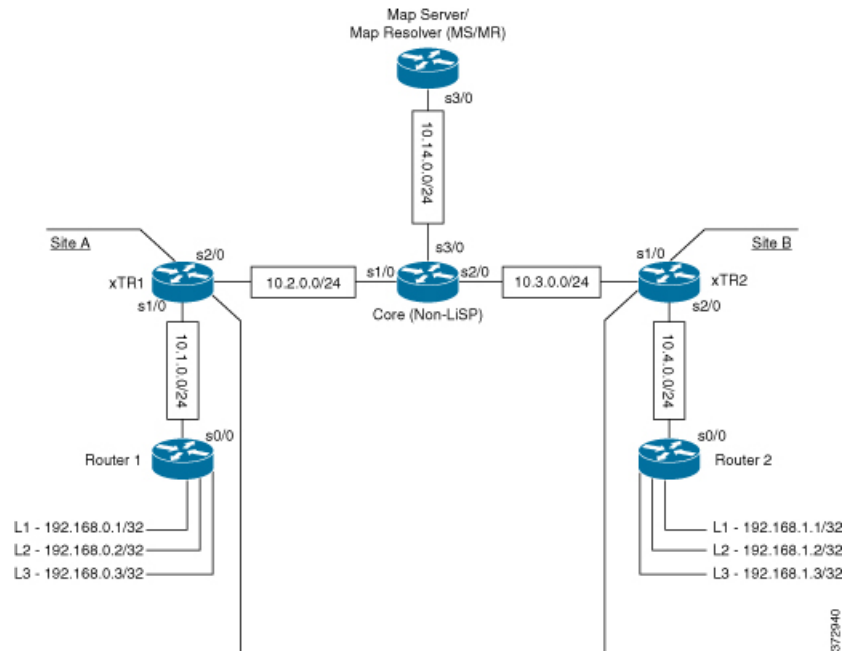 Map Server/
Map Resolver (MS/MR)
s3/0
10.14.0.0/24
Site A
Site B
s2/0
s3/0
s1/0
xTR1
10.2.0.0/24
s1/0
s2/0
10.3.0.0/24
xTR2
s1/0
Core (Non-LiSP)
s2/0
10.1.0.0/24
10.4.0.0/24
s0/0
s0/0
Router 1
Router 2
L1 - 192.168.0.1/32
L2 - 192.168.0.2/32
L3 - 192.168.0.3/32
L1 - 192.168.1.1/32
L2 - 192.168.1.2/32
L3 - 192.168.1.3/32
372940